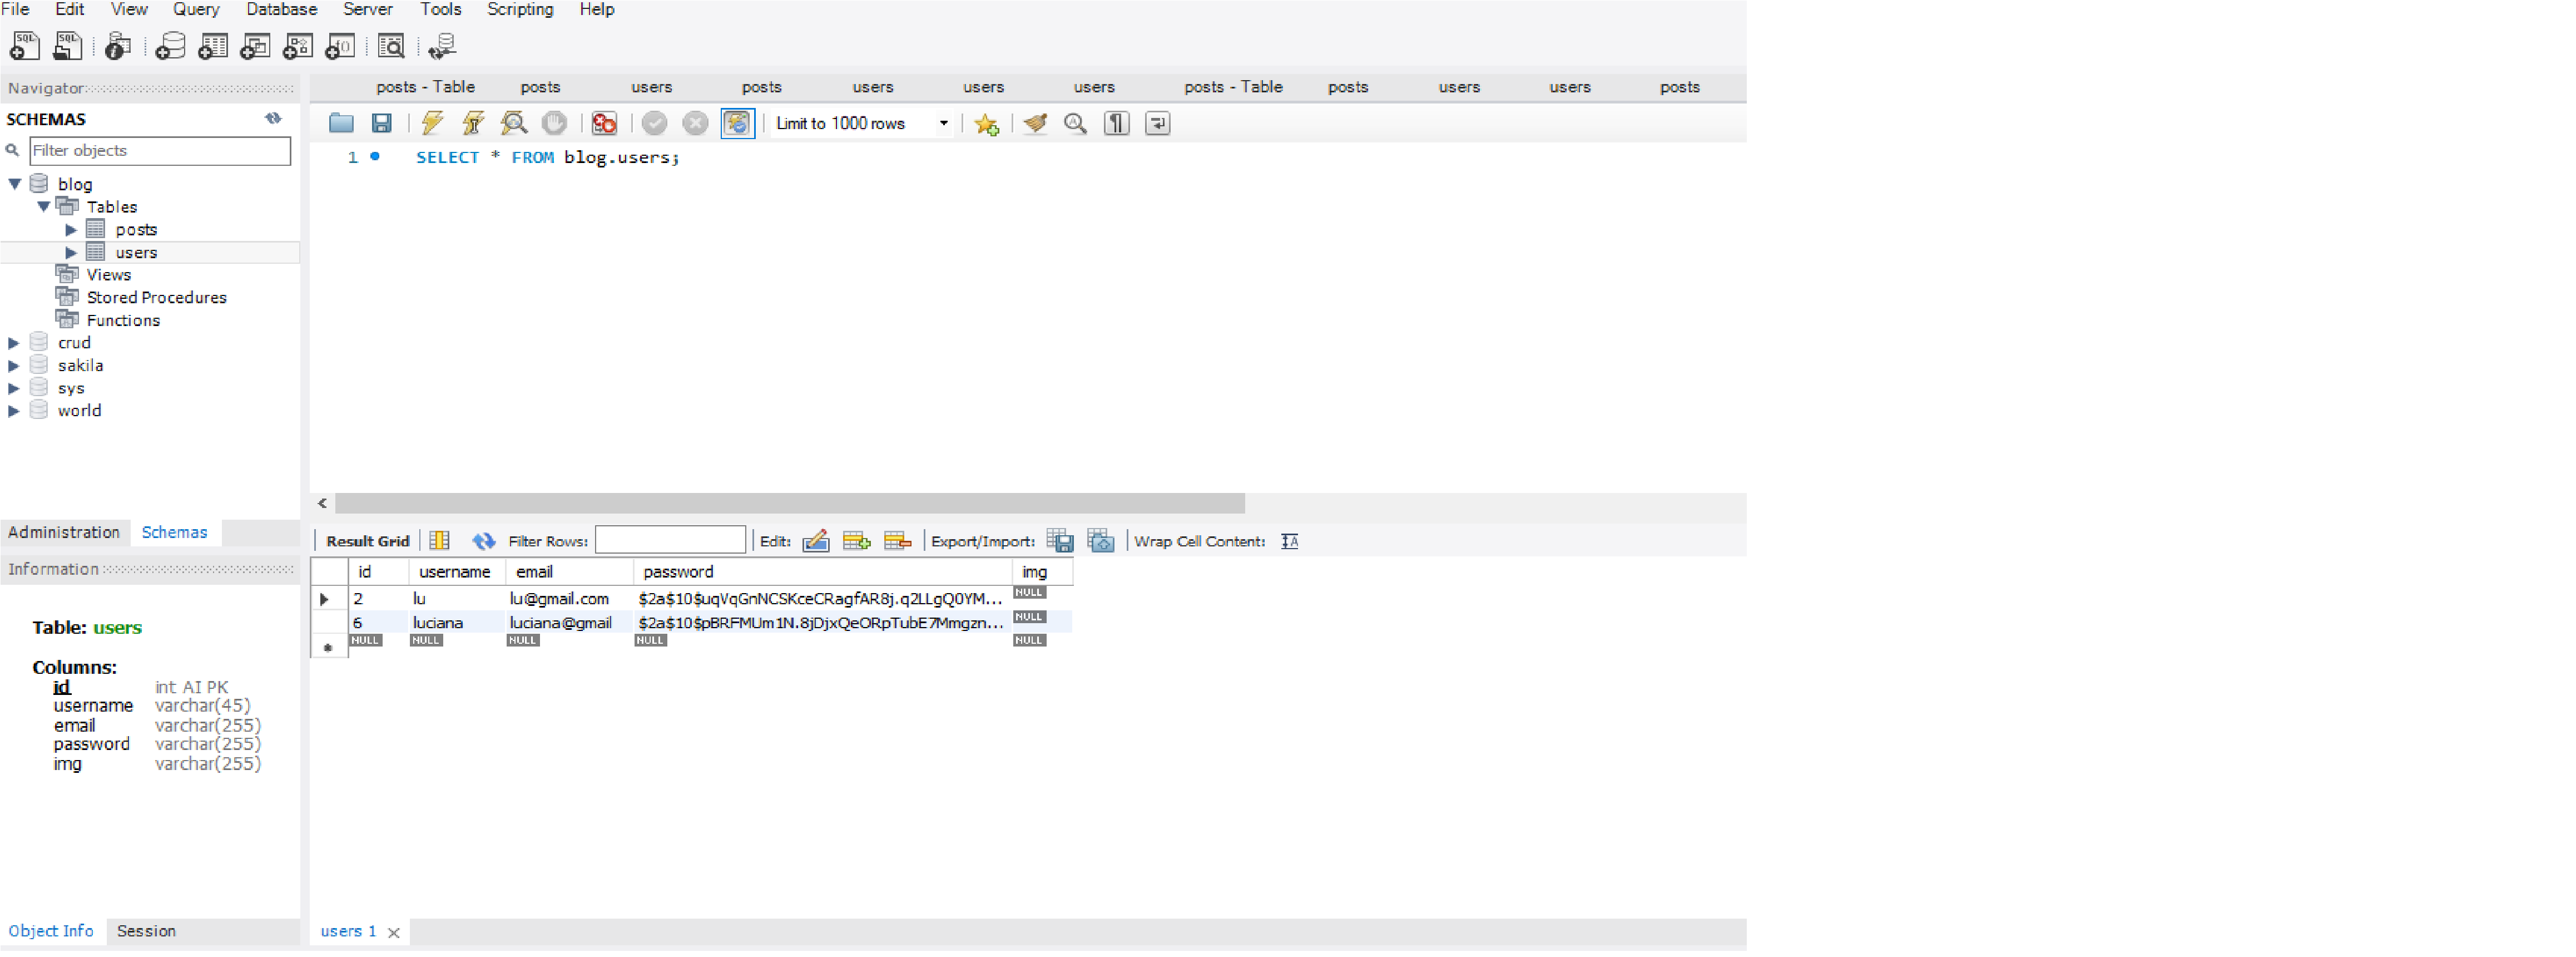 File Edit View Query Database Server Tools Scripting Help
Navigator
SCHEMAS
Filter objects
blog
Tables
posts
users
Views
Stored Procedures
Functions
crud
sakila
sys
world
Administration Schemas
Information
Table: users
Columns:
id int AI PK
username varchar(45)
email varchar(255)
password varchar(255)
img varchar(255)
Object Info Session
posts - Table posts users posts users users users posts - Table posts users users posts
Limit to 1000 rows
1 SELECT * FROM blog.users;
Result Grid Filter Rows: Edit: Export/Import: Wrap Cell Content:
id username email password img
2 lu lu@gmail.com $2a$10$uqVqGnNCSKceCRagfAR8j.q2LLgQ0YM... NULL
6 luciana luciana@gmail $2a$10$pBRFMUm1N.8jDjxQeORpTubE7Mmgzn... NULL
NULL NULL NULL NULL NULL
users 1